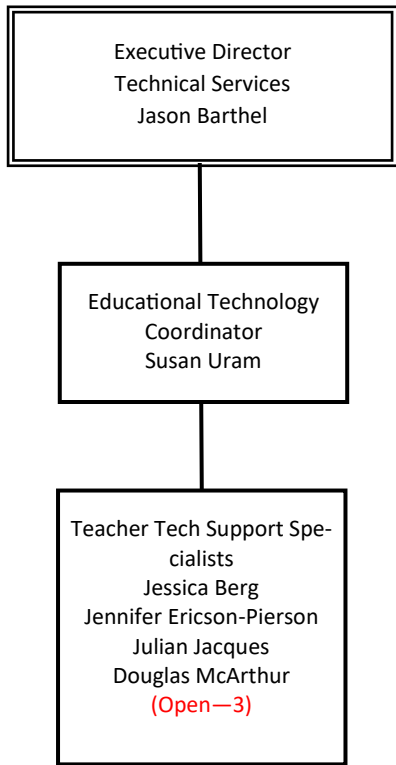 Executive Director
Technical Services
Jason Barthel
Educational Technology
Coordinator
Susan Uram
Teacher Tech Support Spe-
cialists
Jessica Berg
Jennifer Ericson-Pierson
Julian Jacques
Douglas McArthur
(Open—3)